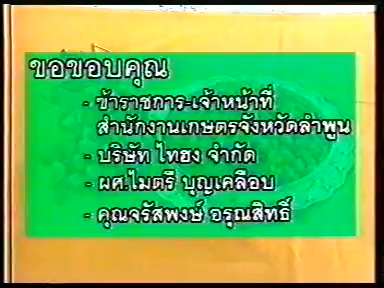 ขอขอบคุณ
- ข้าราชการ-เจ้าหน้าที่
สำนักงานเกษตรจังหวัดลำพูน
- บริษัท ไทฮง จำกัด
- ผศ.ไมตรี บุญเคลือบ
- คุณจรัสพงษ์ อรุณสิทธิ์